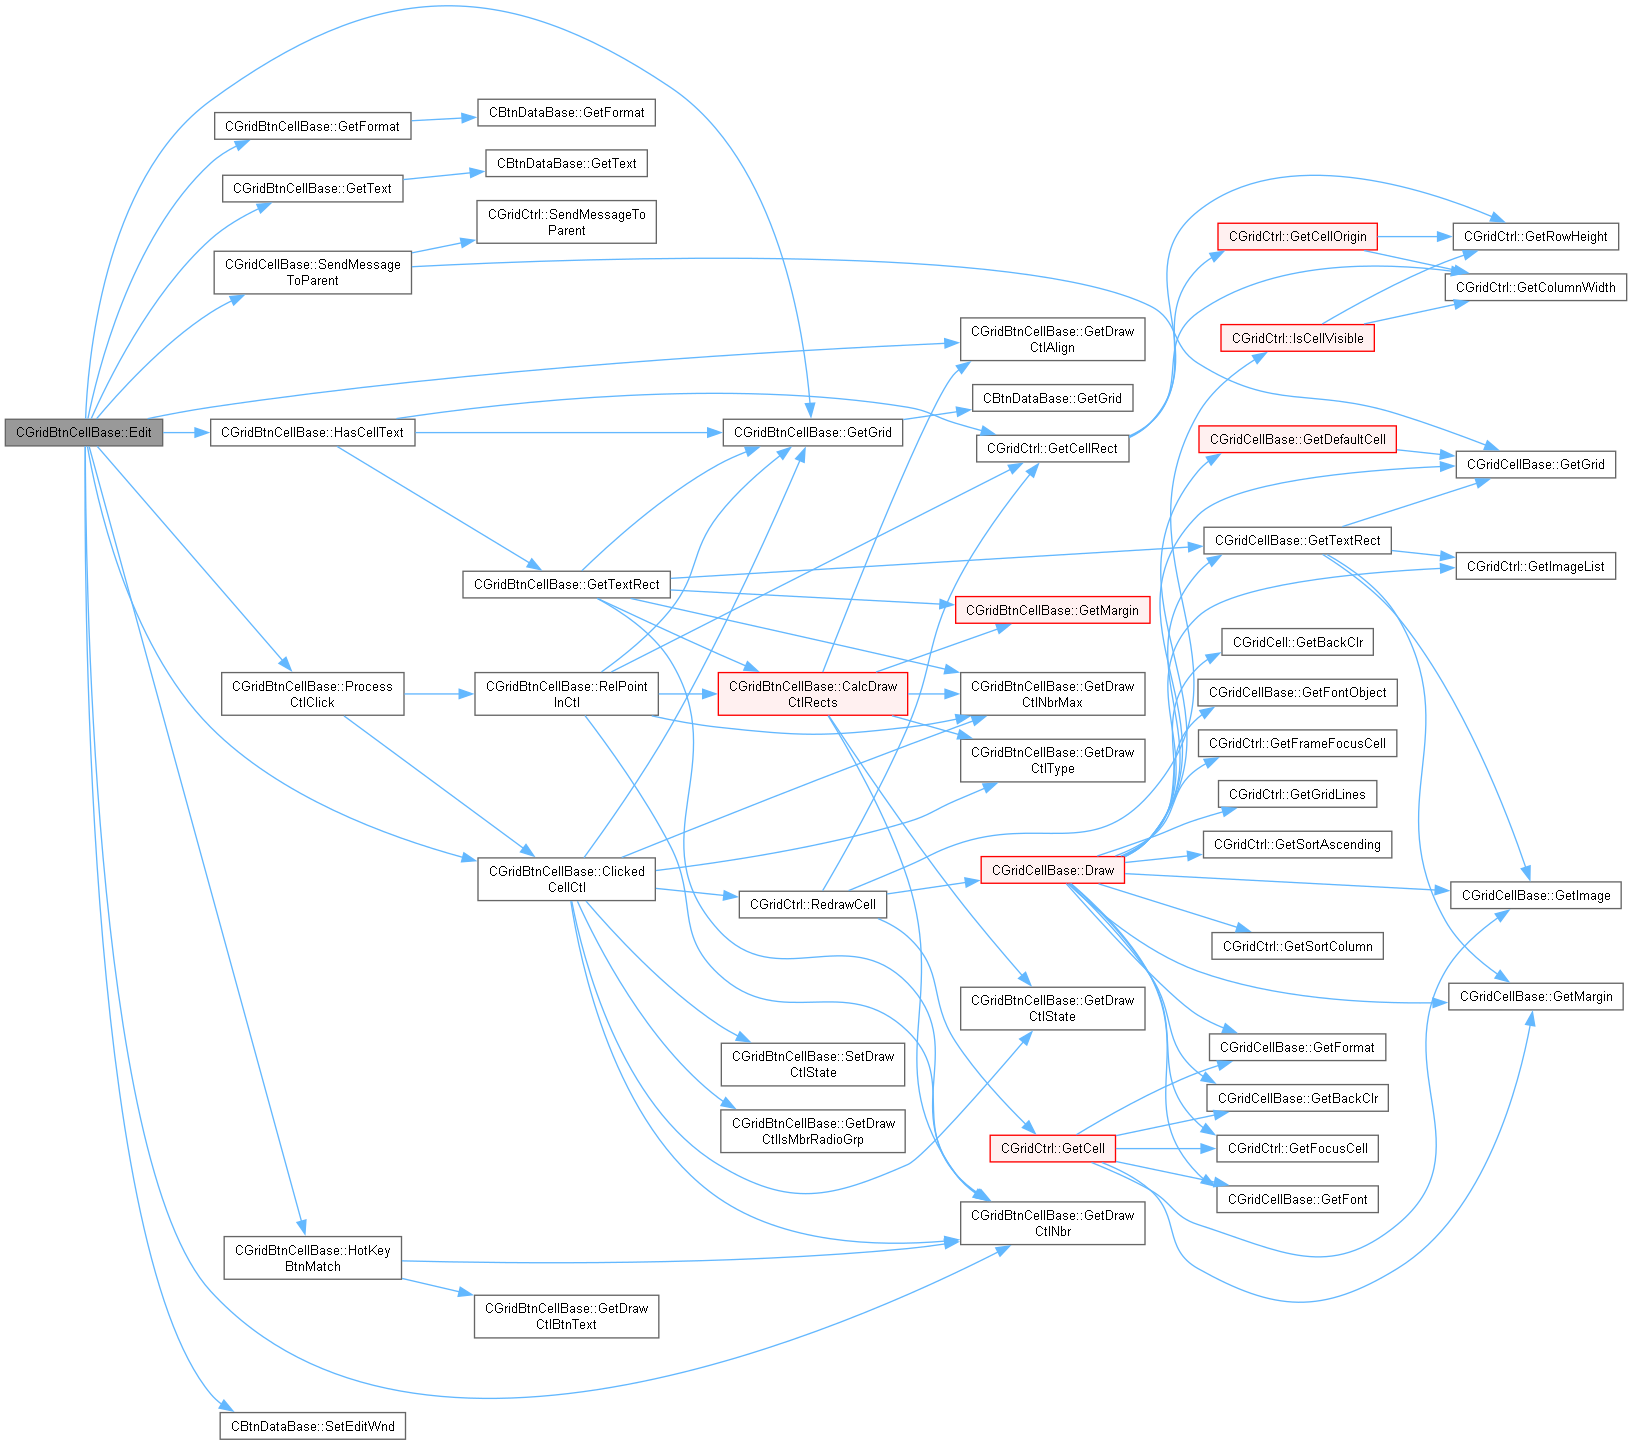 CGridBtnCellBase::Edit
CGridBtnCellBase::GetFormat
CBtnDataBase::GetFormat
CGridBtnCellBase::GetText
CBtnDataBase::GetText
CGridCellBase::SendMessage
ToParent
CGridCtrl::SendMessageTo
Parent
CGridBtnCellBase::HasCellText
CGridBtnCellBase::Process
CtlClick
CGridBtnCellBase::HotKey
BtnMatch
CBtnDataBase::SetEditWnd
CGridBtnCellBase::GetTextRect
CGridBtnCellBase::RelPoint
InCtl
CGridBtnCellBase::Clicked
CellCtl
CGridBtnCellBase::GetDraw
CtlBtnText
CGridBtnCellBase::GetGrid
CGridBtnCellBase::CalcDraw
CtlRects
CGridCtrl::RedrawCell
CGridBtnCellBase::SetDraw
CtlState
CGridBtnCellBase::GetDraw
CtlIsMbrRadioGrp
CGridBtnCellBase::GetDraw
CtlAlign
CBtnDataBase::GetGrid
CGridCtrl::GetCellRect
CGridBtnCellBase::GetMargin
CGridBtnCellBase::GetDraw
CtlNbrMax
CGridBtnCellBase::GetDraw
CtlType
CGridCellBase::Draw
CGridBtnCellBase::GetDraw
CtlState
CGridCtrl::GetCell
CGridBtnCellBase::GetDraw
CtlNbr
CGridCtrl::GetCellOrigin
CGridCtrl::IsCellVisible
CGridCellBase::GetDefaultCell
CGridCellBase::GetTextRect
CGridCell::GetBackClr
CGridCellBase::GetFontObject
CGridCtrl::GetFrameFocusCell
CGridCtrl::GetGridLines
CGridCtrl::GetSortAscending
CGridCtrl::GetSortColumn
CGridCellBase::GetFormat
CGridCellBase::GetBackClr
CGridCtrl::GetFocusCell
CGridCellBase::GetFont
CGridCtrl::GetRowHeight
CGridCtrl::GetColumnWidth
CGridCellBase::GetGrid
CGridCtrl::GetImageList
CGridCellBase::GetImage
CGridCellBase::GetMargin